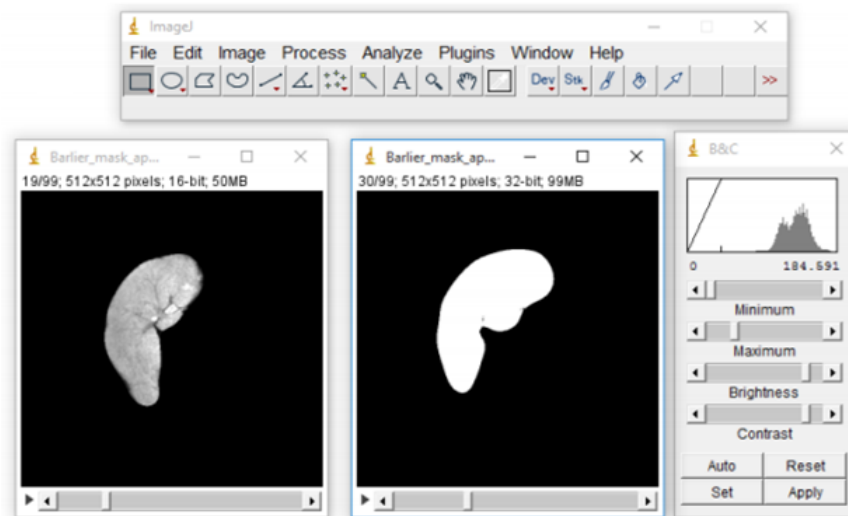 ImageJ
File Edit Image Process Analyze Plugins Window Help
A Dev Stk >>
Barlier_mask_ap...
19/99; 512x512 pixels; 16-bit; 50MB
Barlier_mask_ap...
30/99; 512x512 pixels; 32-bit; 99MB
B&C
0 184.591
Minimum
Maximum
Brightness
Contrast
Auto Reset
Set Apply